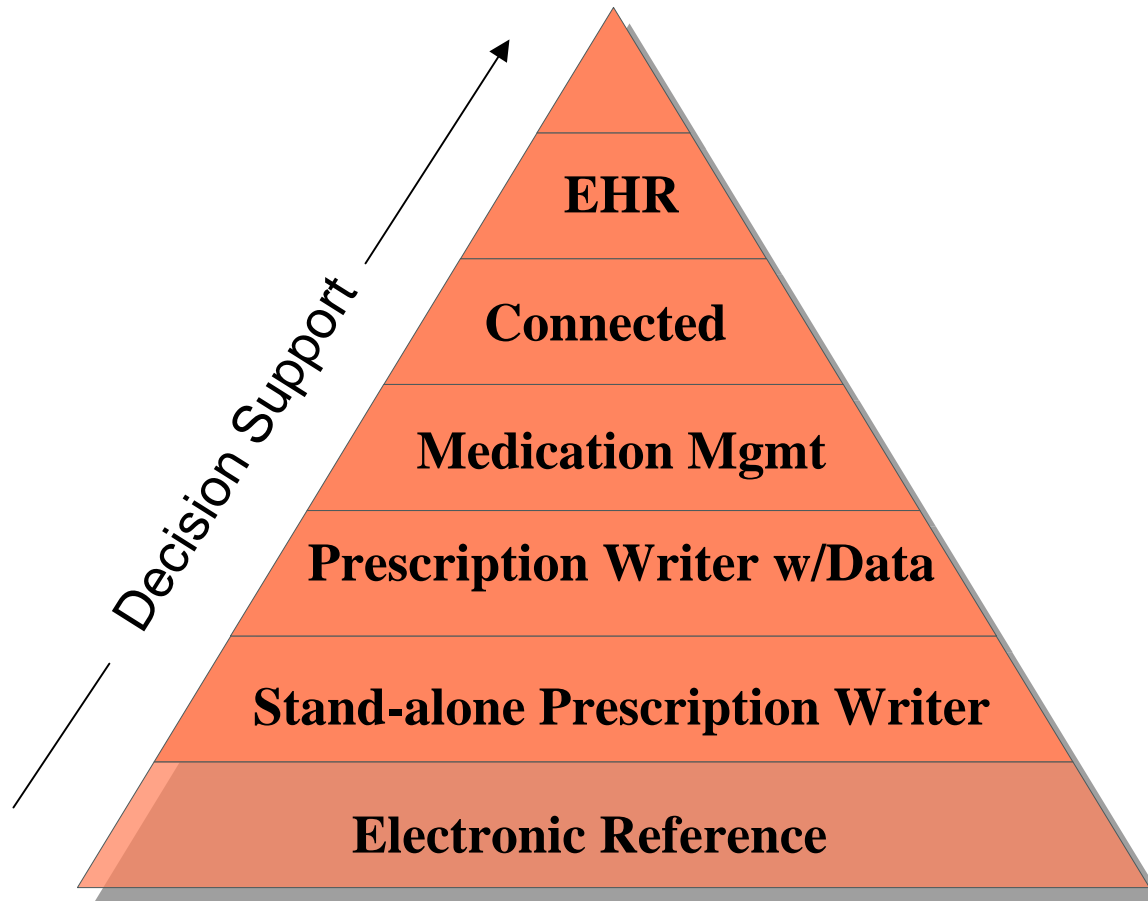 EHR
Connected
Medication Mgmt
Prescription Writer w/Data
Stand-alone Prescription Writer
Electronic Reference
Decision Support